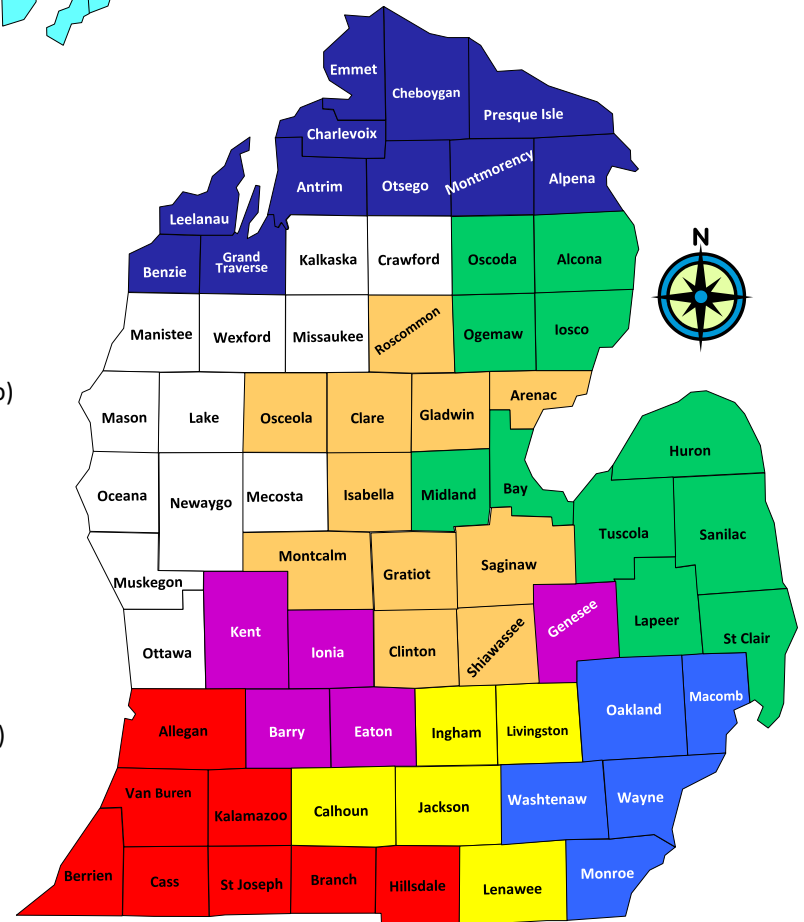 Emmet
Cheboygan
Presque Isle
Charlevoix
Antrim
Otsego
Montmorency
Alpena
Leelanau
Benzie
Grand
Traverse
Kalkaska
Crawford
Oscoda
Alcona
N
Manistee
Wexford
Missaukee
Roscommon
Ogemaw
Iosco
)
Mason
Lake
Osceola
Clare
Gladwin
Arenac
Huron
Oceana
Newaygo
Mecosta
Isabella
Midland
Bay
Tuscola
Sanilac
Muskegon
Montcalm
Gratiot
Saginaw
Kent
Ionia
Ottawa
Clinton
Shiawassee
Genesee
Lapeer
St Clair
)
Allegan
Barry
Eaton
Ingham
Livingston
Oakland
Macomb
Van Buren
Kalamazoo
Calhoun
Jackson
Washtenaw
Wayne
Berrien
Cass
St Joseph
Branch
Hillsdale
Lenawee
Monroe